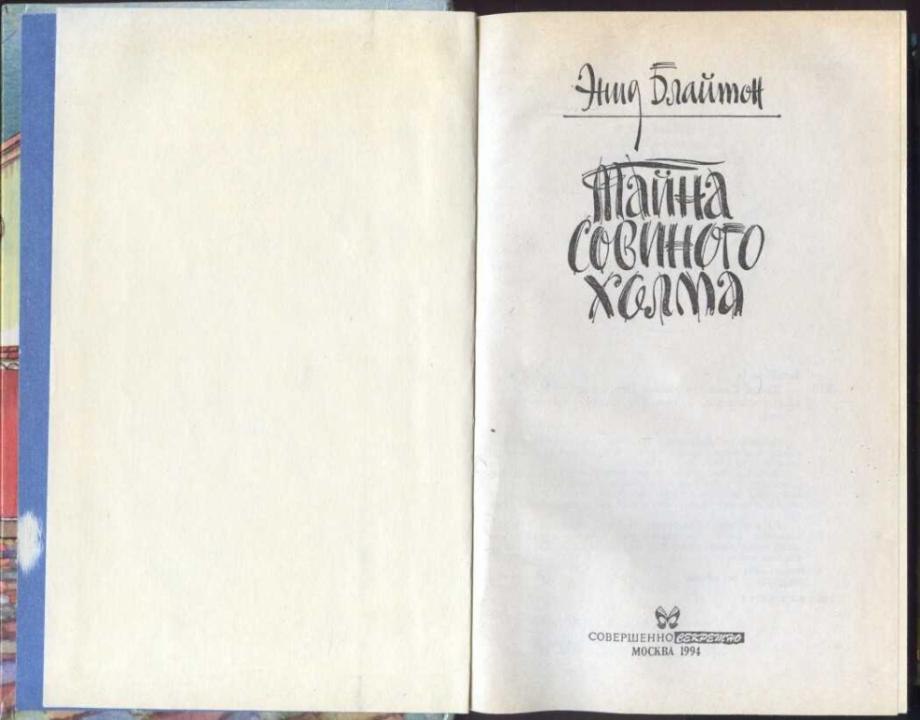 Энид Блайтон
Тайна
Совиного
холма
СОВЕРШЕННО СЕКРЕТНО
МОСКВА 1994